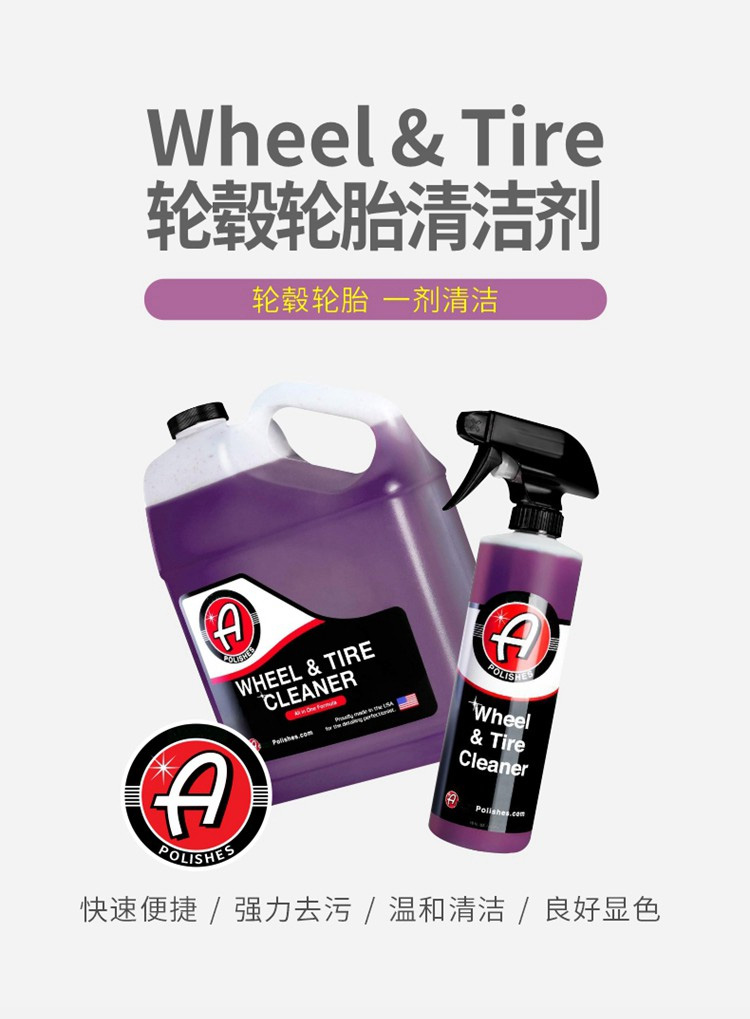 Wheel & Tire
轮毂轮胎清洁剂
轮毂轮胎 一剂清洁
A
POLISHES
WHEEL & TIRE
CLEANER
All in One Formula
Proudly made in the USA
for the detailing perfectionist.
Polishes.com
A
POLISHES
Wheel
& Tire
Cleaner
Polishes.com
A
POLISHES
快速便捷 / 强力去污 / 温和清洁 / 良好显色